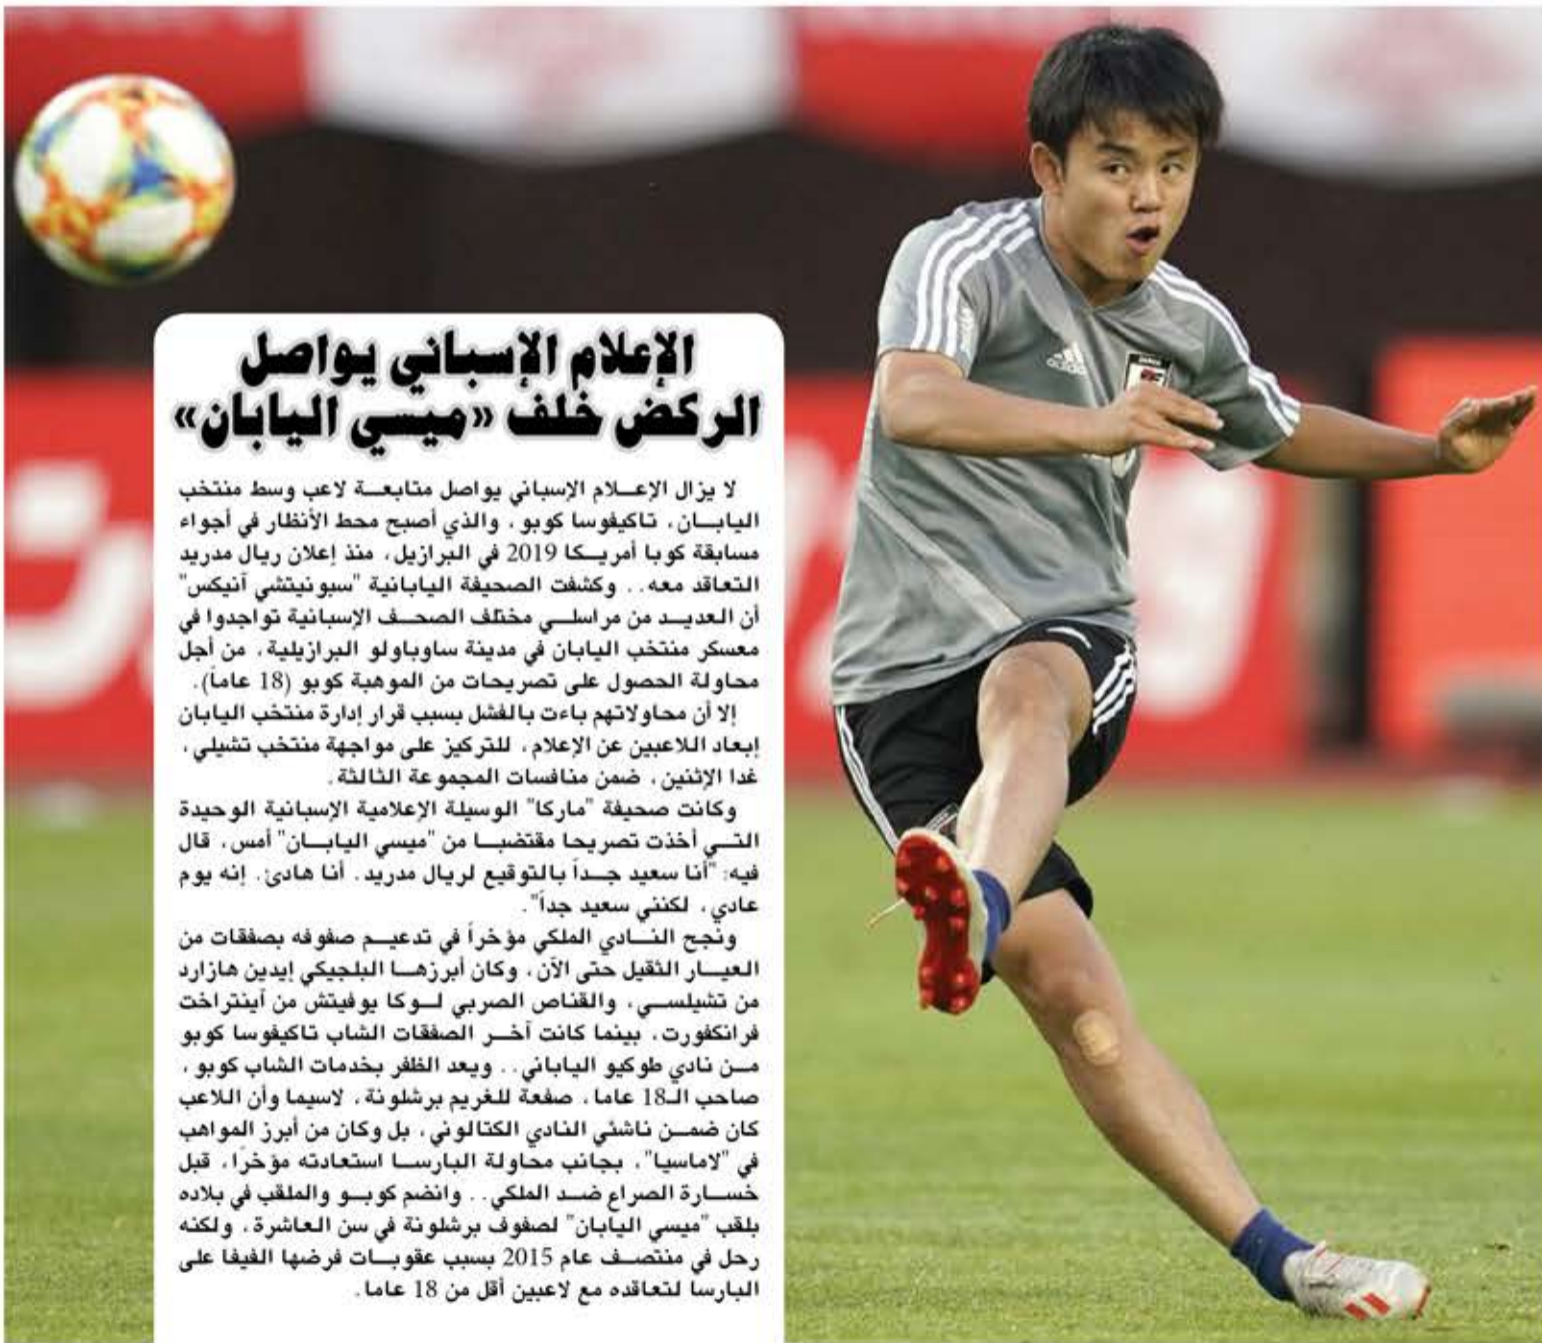 الإعلام الإسباني يواصل
الركض خلف «ميسي اليابان»
لا يزال الإعلام الإسباني يواصل متابعة لاعب وسط منتخب
اليابان، تاكيفوسا كوبو، والذي أصبح محط الأنظار في أجواء
مسابقة كوبا أمريكا 2019 في البرازيل، منذ إعلان ريال مدريد
التعاقد معه.. وكشفت الصحيفة اليابانية "سبونيتشي آنيكس"
أن العديد من مراسلي مختلف الصحف الإسبانية تواجدوا في
معسكر منتخب اليابان في مدينة ساوباولو البرازيلية، من أجل
محاولة الحصول على تصريحات من الموهبة كوبو (18 عاماً).
إلا أن محاولاتهم باءت بالفشل بسبب قرار إدارة منتخب اليابان
إبعاد اللاعبين عن الإعلام، للتركيز على مواجهة منتخب تشيلي،
غدا الإثنين، ضمن منافسات المجموعة الثالثة.
وكانت صحيفة "ماركا" الوسيلة الإعلامية الإسبانية الوحيدة
التي أخذت تصريحا مقتضبا من "ميسي اليابان" أمس، قال
فيه: "أنا سعيد جداً بالتوقيع لريال مدريد. أنا هادئ. إنه يوم
عادي، لكنني سعيد جداً".
ونجح النادي الملكي مؤخراً في تدعيم صفوفه بصفقات من
العيار الثقيل حتى الآن، وكان أبرزها البلجيكي إيدين هازارد
من تشيلسي، والقناص الصربي لوكا يوفيتش من آينتراخت
فرانكفورت، بينما كانت آخر الصفقات الشاب تاكيفوسا كوبو
من نادي طوكيو الياباني.. ويعد الظفر بخدمات الشاب كوبو،
صاحب الـ18 عاما، صفعة للغريم برشلونة، لاسيما وأن اللاعب
كان ضمن ناشئي النادي الكتالوني، بل وكان من أبرز المواهب
في "لاماسيا"، بجانب محاولة البارسا استعادته مؤخرًا، قبل
خسارة الصراع ضد الملكي.. وانضم كوبو والملقب في بلاده
بلقب "ميسي اليابان" لصفوف برشلونة في سن العاشرة، ولكنه
رحل في منتصف عام 2015 بسبب عقوبات فرضها الفيفا على
البارسا لتعاقده مع لاعبين أقل من 18 عاما.
adidas
JAPAN